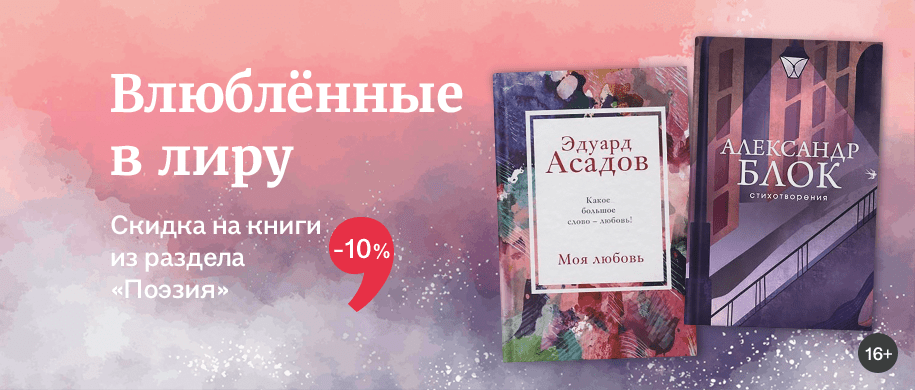 Влюблённые
в лиру
Скидка на книги
из раздела
«Поэзия»
-10%
Эдуард
Асадов
Какое
большое
слово – любовь!
Моя любовь
АЛЕКСАНДР
БЛОК
стихотворения
16+